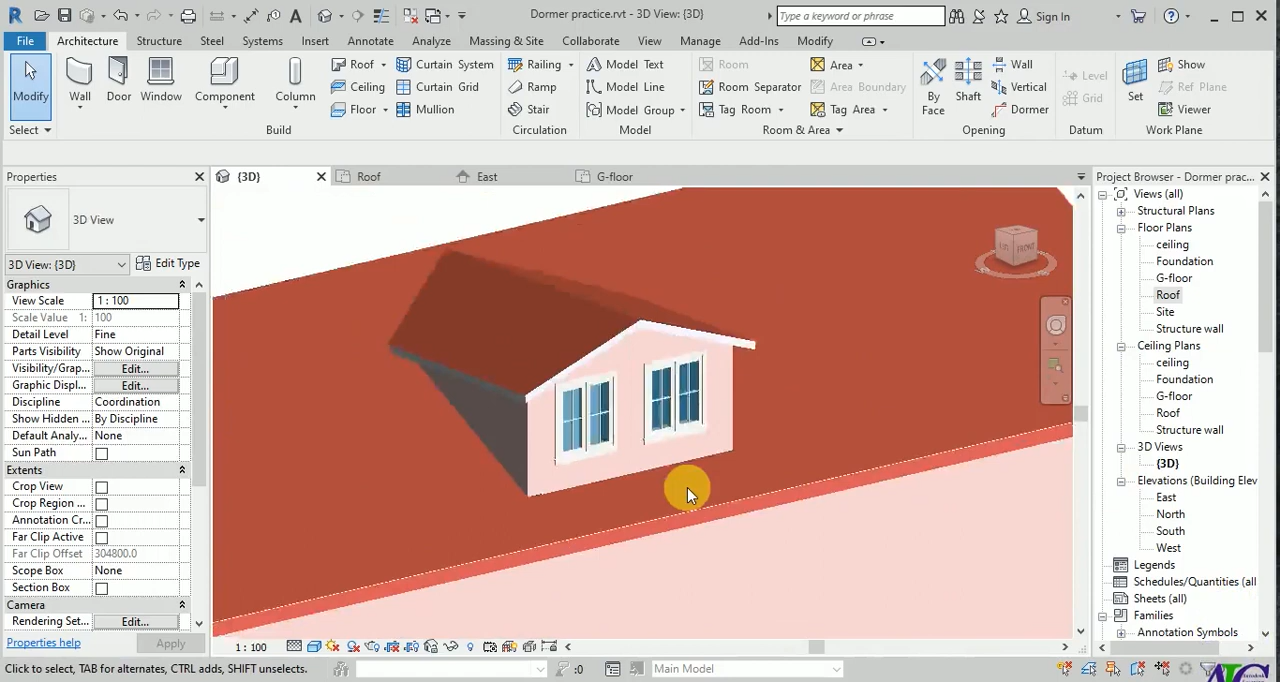 Dormer practice.rvt - 3D View: {3D}
Type a keyword or phrase
Sign In
File Architecture Structure Steel Systems Insert Annotate Analyze Massing & Site Collaborate View Manage Add-Ins Modify
Modify
Select
Wall Door Window Component Column
Roof
Ceiling
Floor
Curtain System
Curtain Grid
Mullion
Build
Railing
Ramp
Stair
Circulation
Model Text
Model Line
Model Group
Model
Room
Room Separator
Tag Room
Area
Area Boundary
Tag Area
Room & Area
By Face
Shaft
Wall
Vertical
Dormer
Opening
Level
Grid
Datum
Set
Show
Ref Plane
Viewer
Work Plane
Properties
3D View
3D View: {3D} Edit Type
Graphics
View Scale 1 : 100
Scale Value 1: 100
Detail Level Fine
Parts Visibility Show Original
Visibility/Grap... Edit...
Graphic Displ... Edit...
Discipline Coordination
Show Hidden ... By Discipline
Default Analy... None
Sun Path
Extents
Crop View
Crop Region ...
Annotation Cr...
Far Clip Active
Far Clip Offset 304800.0
Scope Box None
Section Box
Camera
Rendering Set... Edit...
Properties help Apply
{3D} Roof East G-floor
FRONT
1 : 100
Project Browser - Dormer prac...
Views (all)
Structural Plans
Floor Plans
ceiling
Foundation
G-floor
Roof
Site
Structure wall
Ceiling Plans
ceiling
Foundation
G-floor
Roof
Structure wall
3D Views
{3D}
Elevations (Building Elev
East
North
South
West
Legends
Schedules/Quantities (all
Sheets (all)
Families
Annotation Symbols
Click to select, TAB for alternates, CTRL adds, SHIFT unselects.
:0
Main Model